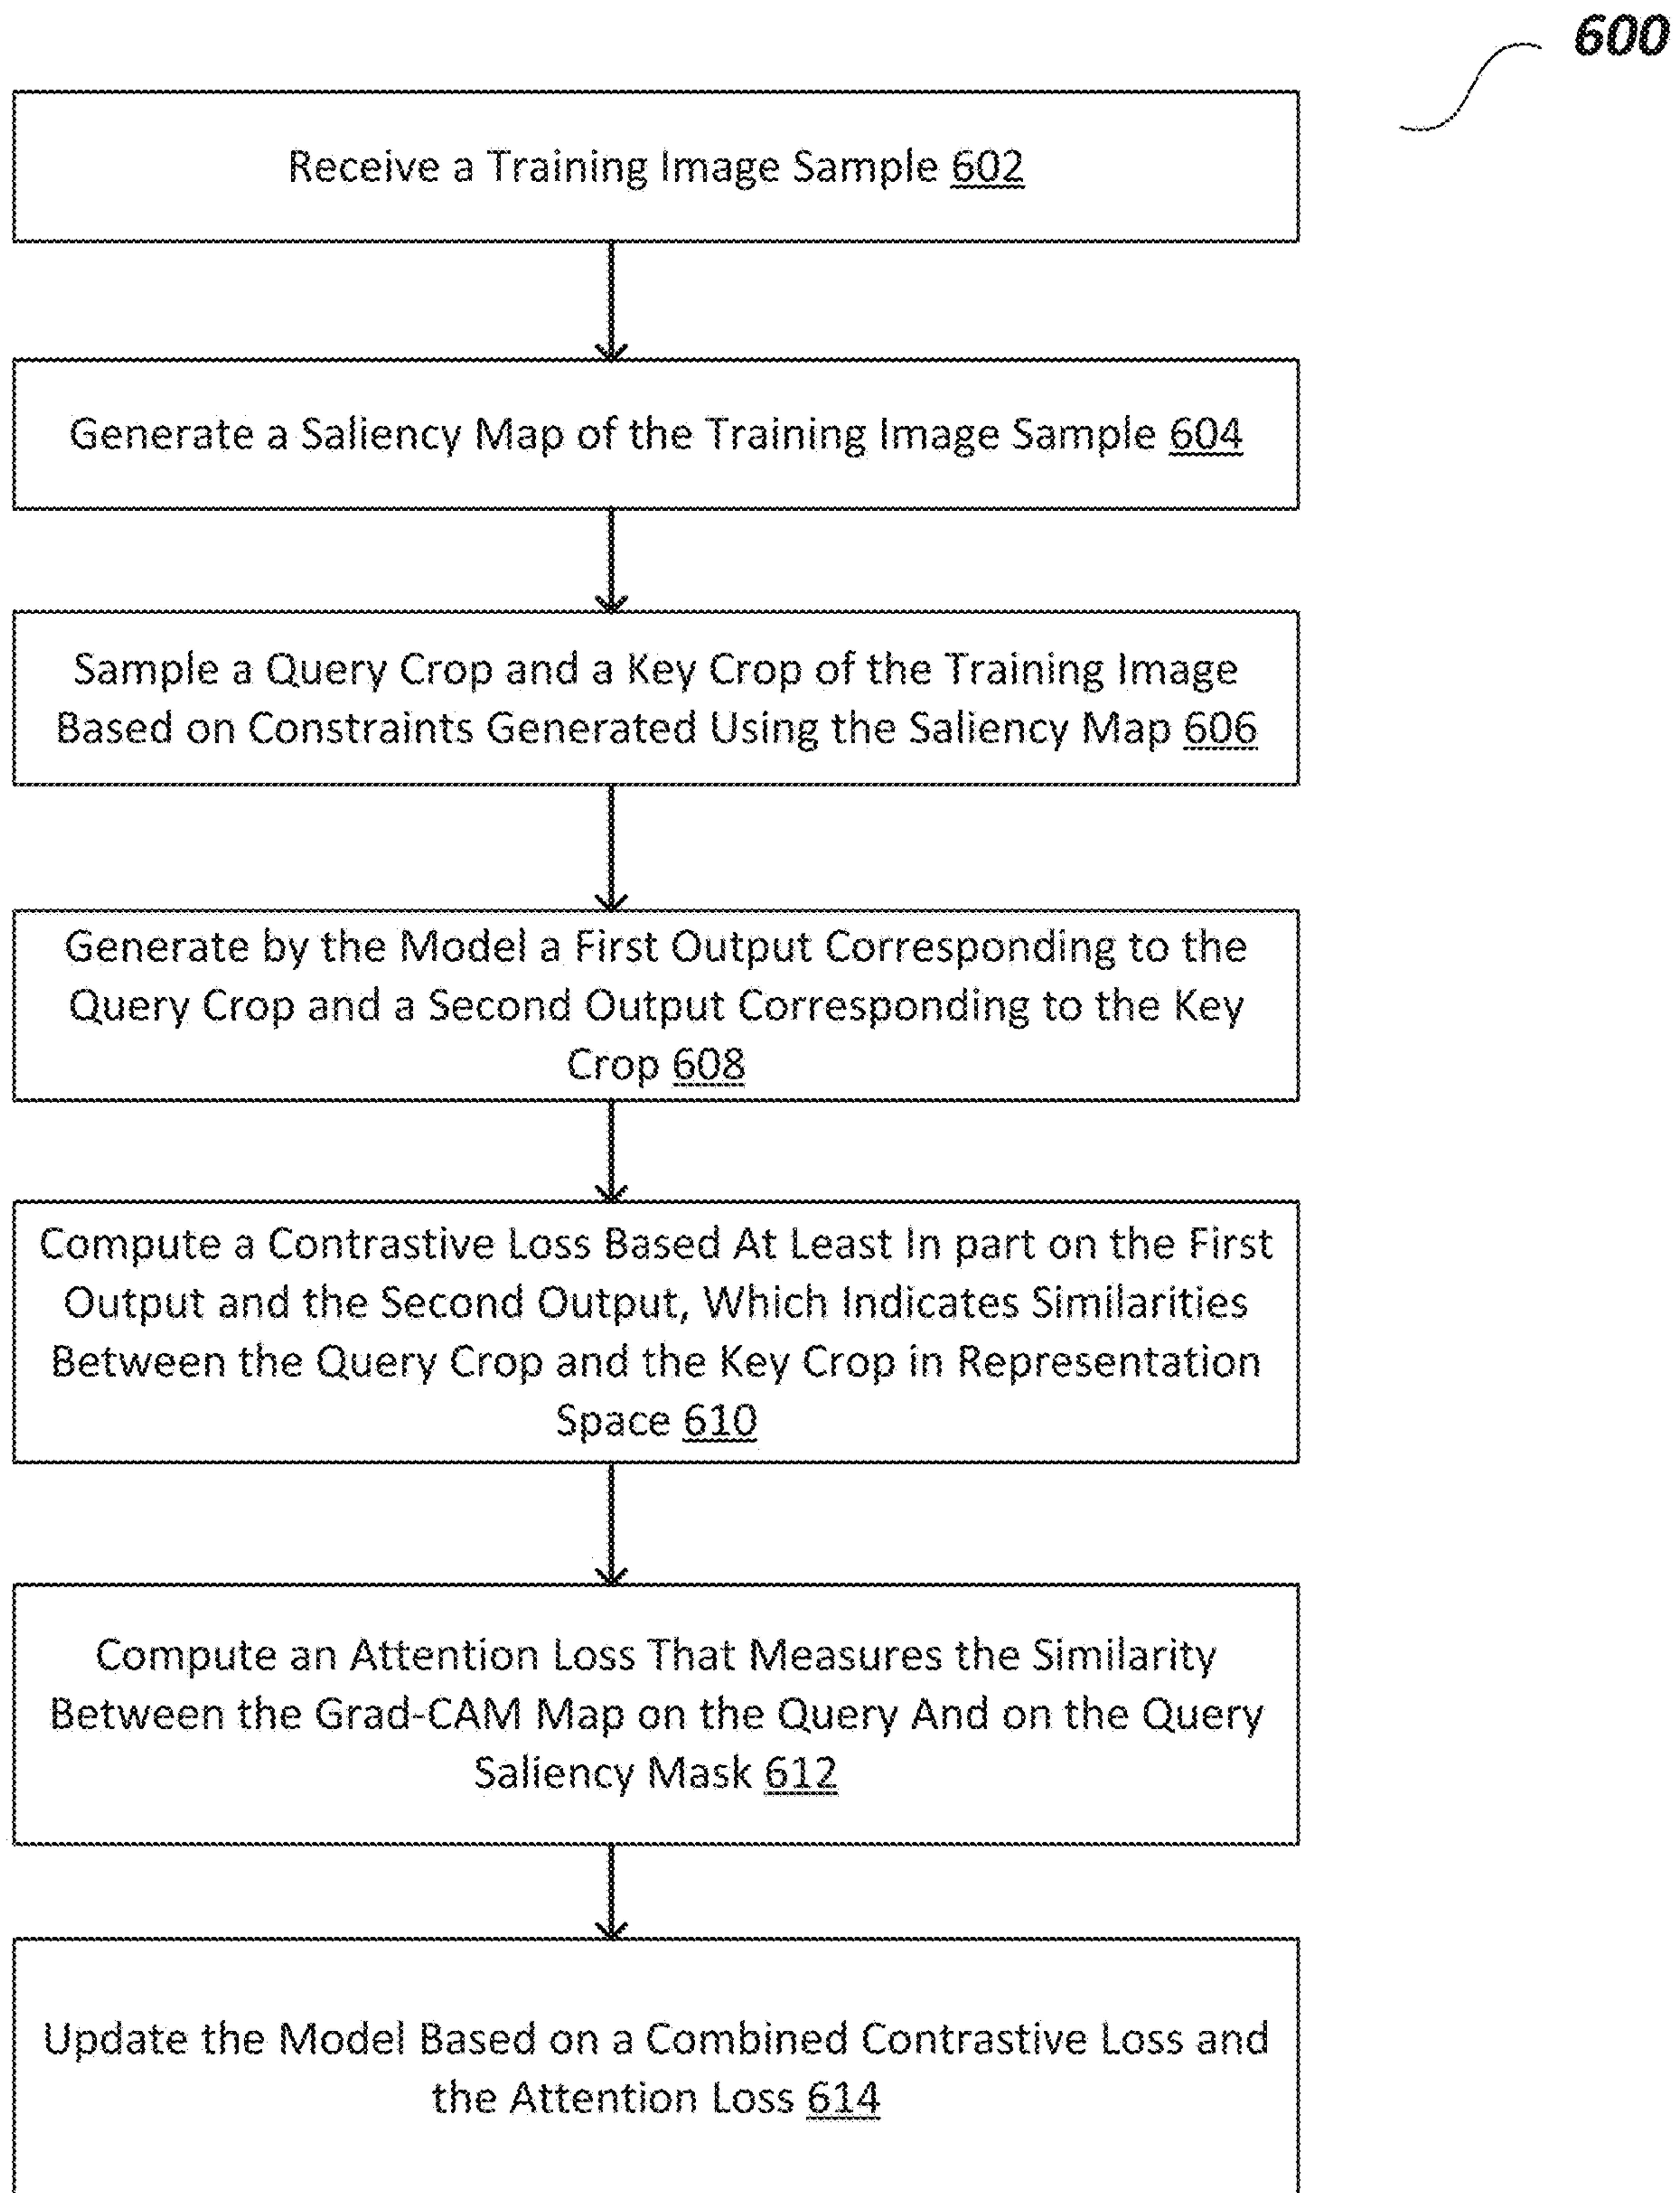 600
Receive a Training Image Sample 602
Generate a Saliency Map of the Training Image Sample 604
Sample a Query Crop and a Key Crop of the Training Image
Based on Constraints Generated Using the Saliency Map 606
Generate by the Model a First Output Corresponding to the
Query Crop and a Second Output Corresponding to the Key
Crop 608
Compute a Contrastive Loss Based At Least In part on the First
Output and the Second Output, Which Indicates Similarities
Between the Query Crop and the Key Crop in Representation
Space 610
Compute an Attention Loss That Measures the Similarity
Between the Grad-CAM Map on the Query And on the Query
Saliency Mask 612
Update the Model Based on a Combined Contrastive Loss and
the Attention Loss 614